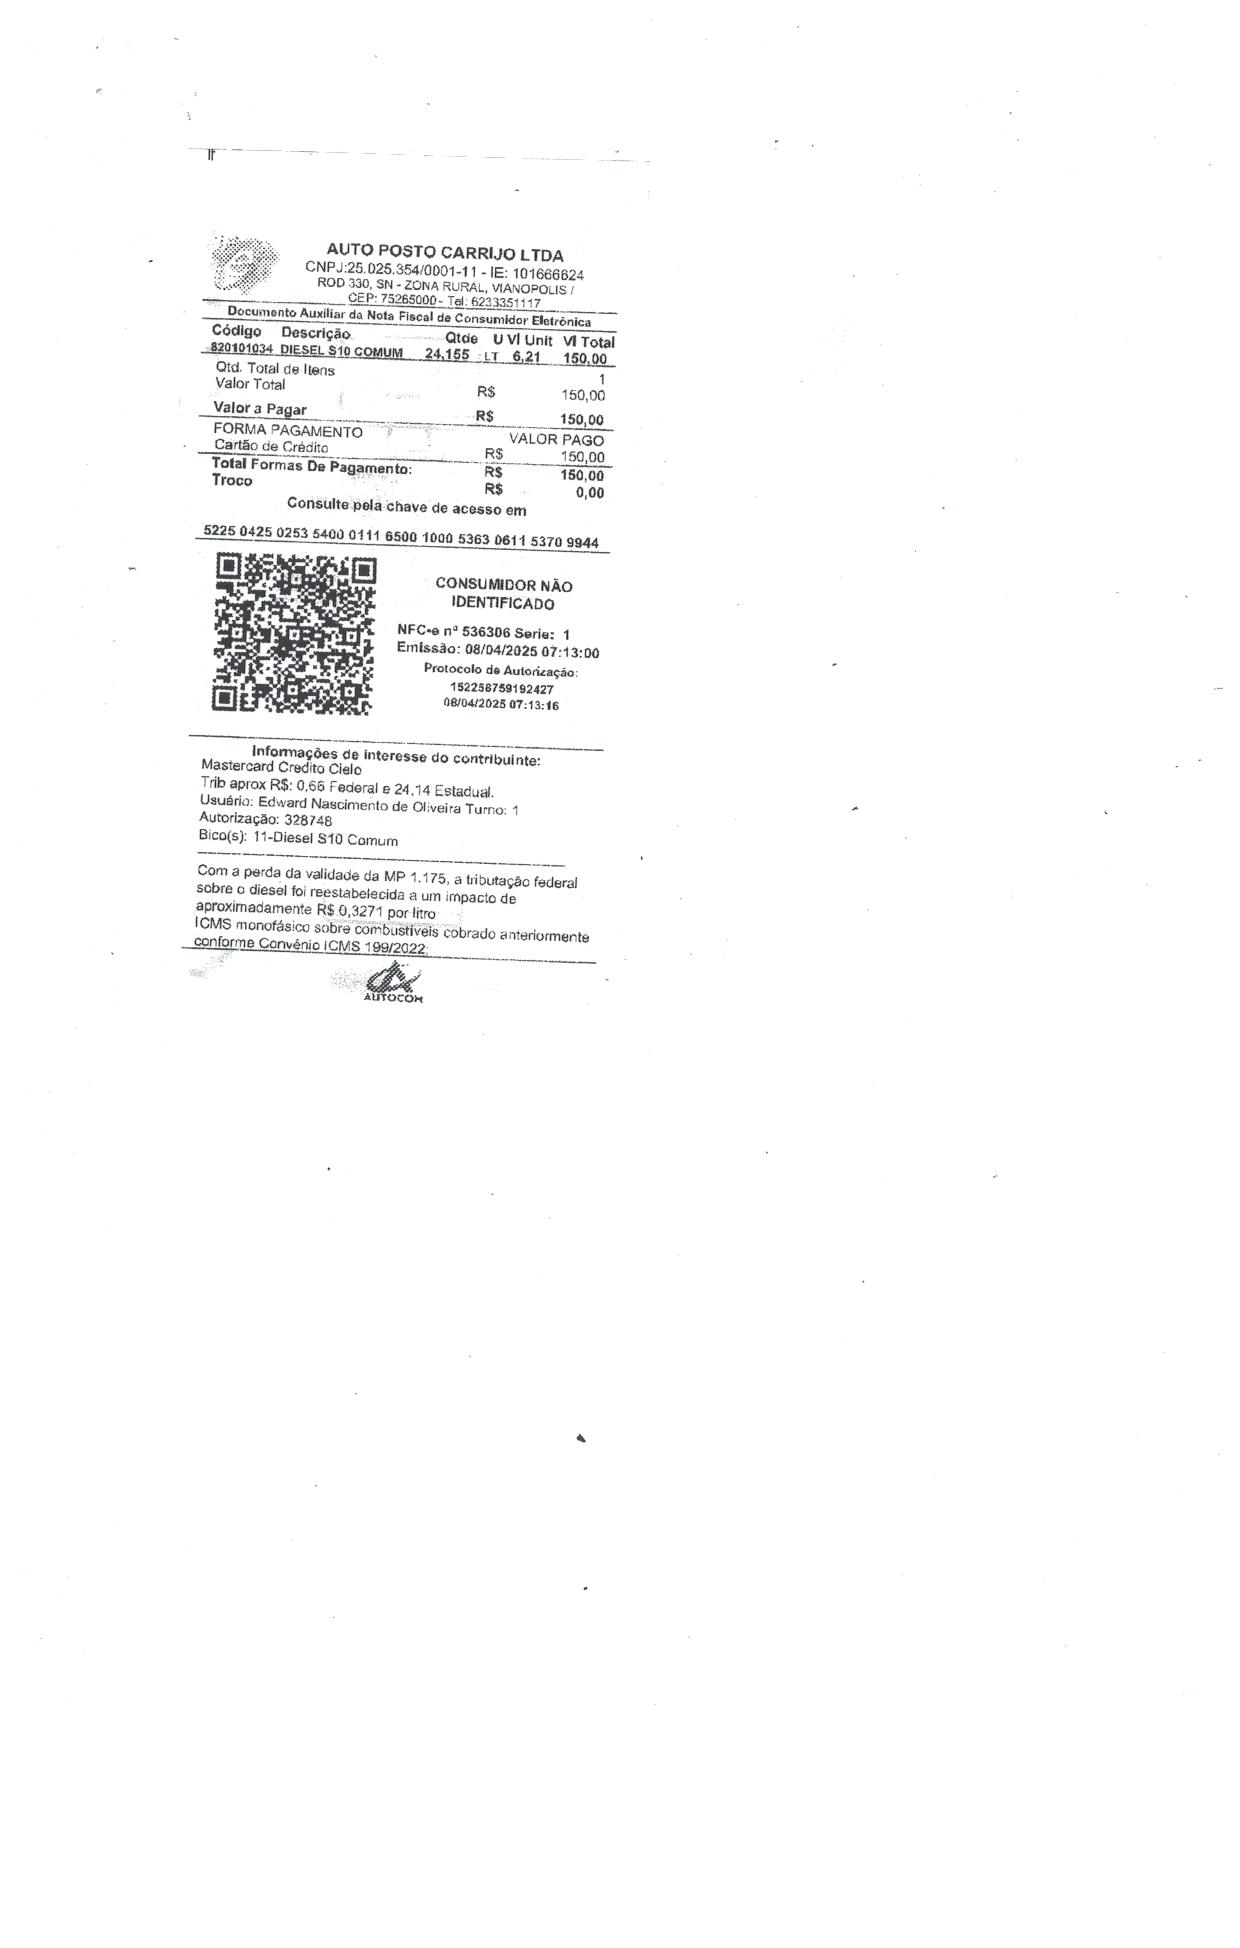 AUTO POSTO CARRIJO LTDA
CNPJ:25.025.354/0001-11 - IE: 101666624
ROD 330, SN - ZONA RURAL, VIANOPOLIS /
CEP: 75265000 - Tel: 6233351117
Documento Auxiliar da Nota Fiscal de Consumidor Eletrônica
Código Descrição Qtde U Vl Unit Vl Total
820101034 DIESEL S10 COMUM 24,155 LT 6,21 150,00
Qtd. Total de Itens 1
Valor Total R$ 150,00
Valor a Pagar R$ 150,00
FORMA PAGAMENTO VALOR PAGO
Cartão de Crédito R$ 150,00
Total Formas De Pagamento: R$ 150,00
Troco R$ 0,00
Consulte pela chave de acesso em
5225 0425 0253 5400 0111 6500 1000 5363 0611 5370 9944
CONSUMIDOR NÃO
IDENTIFICADO
NFC-e nº 536306 Serie: 1
Emissão: 08/04/2025 07:13:00
Protocolo de Autorização:
152258759192427
08/04/2025 07:13:16
Informações de interesse do contribuinte:
Mastercard Credito Cielo
Trib aprox R$: 0,66 Federal e 24,14 Estadual.
Usuário: Edward Nascimento de Oliveira Turno: 1
Autorização: 328748
Bico(s): 11-Diesel S10 Comum
Com a perda da validade da MP 1.175, a tributação federal
sobre o diesel foi reestabelecida a um impacto de
aproximadamente R$ 0,3271 por litro
ICMS monofásico sobre combustíveis cobrado anteriormente
conforme Convênio ICMS 199/2022;
AUTOCOM